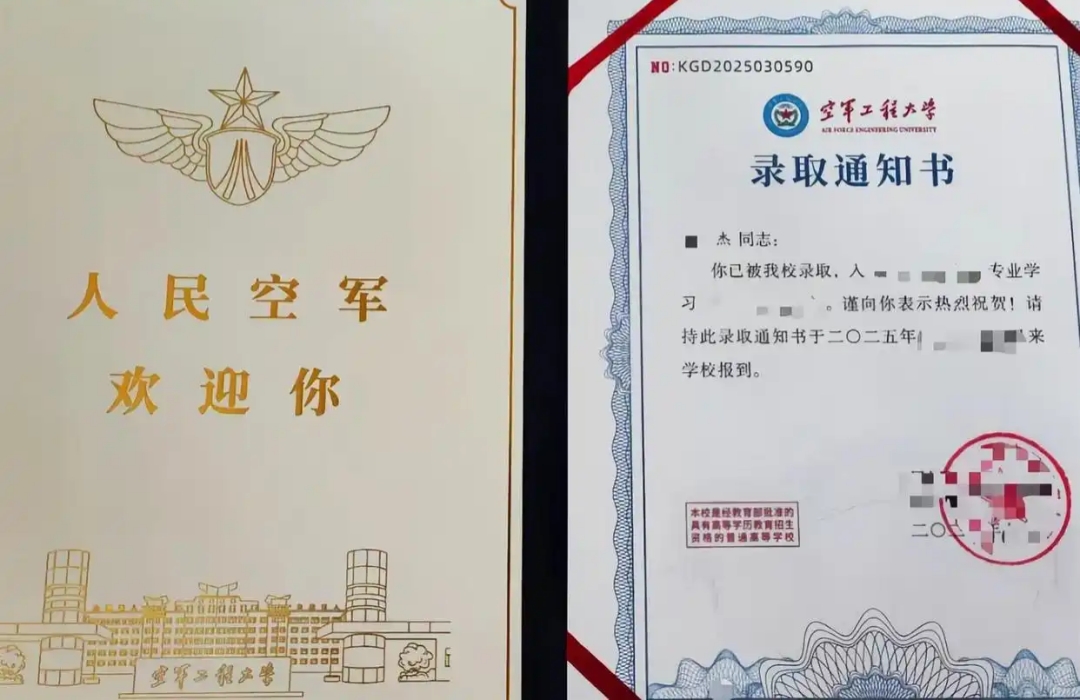 人民空军
欢迎你
空军工程大学
NO:KGD2025030590
空军工程大学
AIR FORCE ENGINEERING UNIVERSITY
录取通知书
杰 同志:
你已被我校录取,入 专业学
习 。谨向你表示热烈祝贺!请
持此录取通知书于二〇二五年 来
学校报到。
本校是经教育部批准的
具有高等学历教育招生
资格的普通高等学校
二〇二